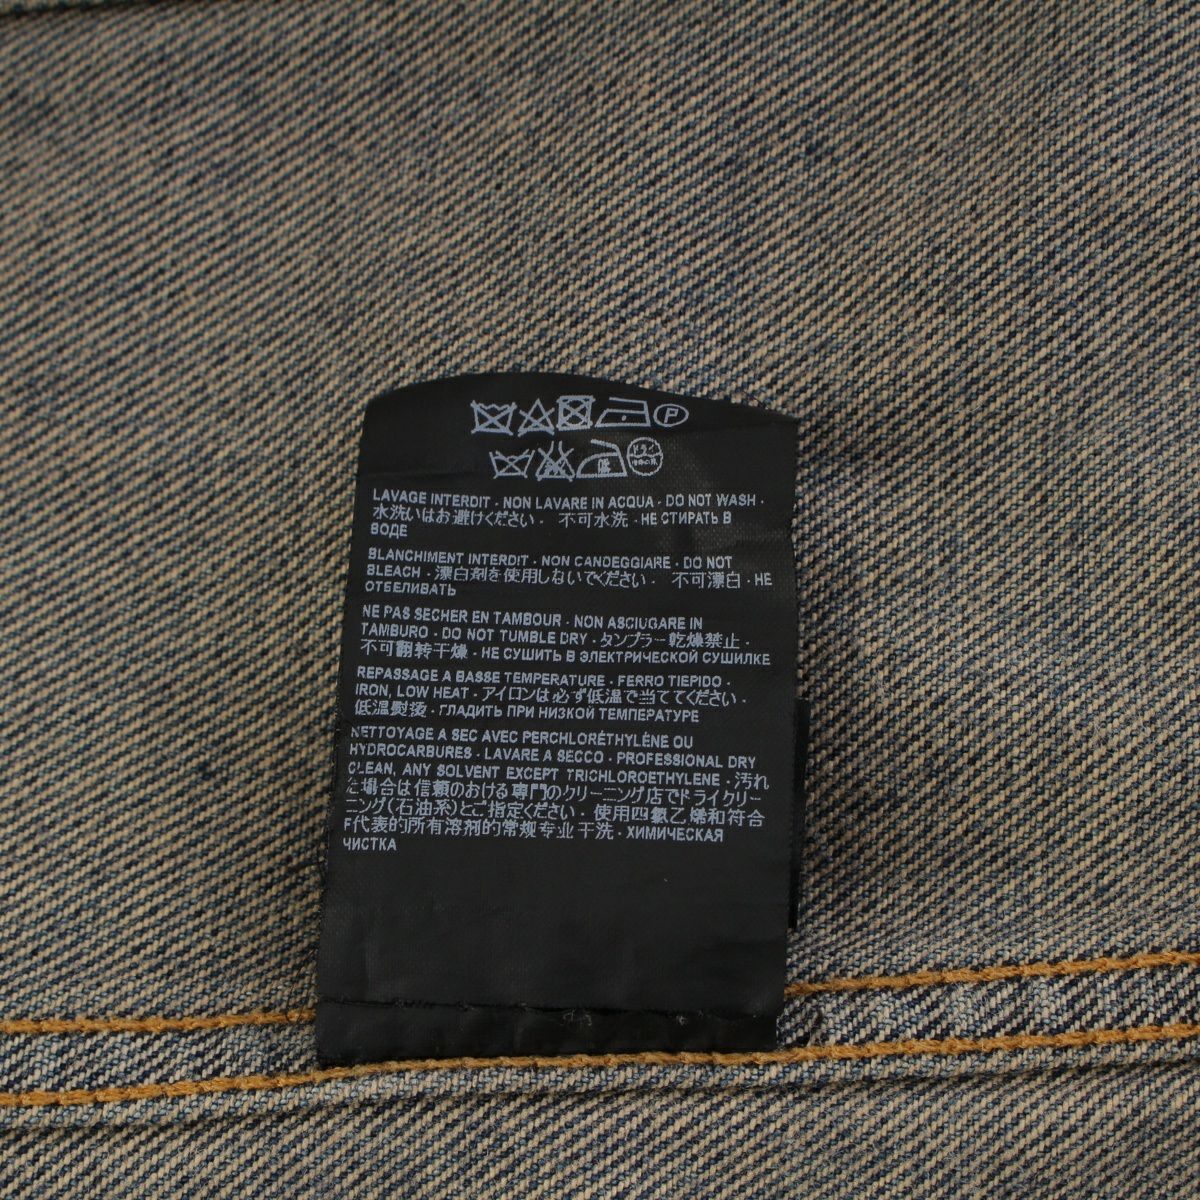 LAVAGE INTERDIT - NON LAVARE IN ACQUA - DO NOT WASH -
水洗いはお避けください - 不可水洗 - НЕ СТИРАТЬ В
ВОДЕ
BLANCHIMENT INTERDIT - NON CANDEGGIARE - DO NOT
BLEACH - 漂白剤を使用しないでください - 不可漂白 - НЕ
ОТБЕЛИВАТЬ
NE PAS SECHER EN TAMBOUR - NON ASCIUGARE IN
TAMBURO - DO NOT TUMBLE DRY - タンブラー乾燥禁止 -
不可翻转干燥 - НЕ СУШИТЬ В ЭЛЕКТРИЧЕСКОЙ СУШИЛКЕ
REPASSAGE A BASSE TEMPERATURE - FERRO TIEPIDO -
IRON, LOW HEAT - アイロンは必ず低温で当ててください -
低温熨烫 - ГЛАДИТЬ ПРИ НИЗКОЙ ТЕМПЕРАТУРЕ
NETTOYAGE A SEC AVEC PERCHLORÉTHYLÉNE OU
HYDROCARBURES - LAVARE A SECCO - PROFESSIONAL DRY
CLEAN, ANY SOLVENT EXCEPT TRICHLOROETHYLENE - 汚れ
た場合は信頼のおける専門のクリーニング店でドライクリー
ニング(石油系)とご指定ください - 使用四氯乙烯和符合
F代表的所有溶剂的常规专业干洗 - ХИМИЧЕСКАЯ
ЧИСТКА